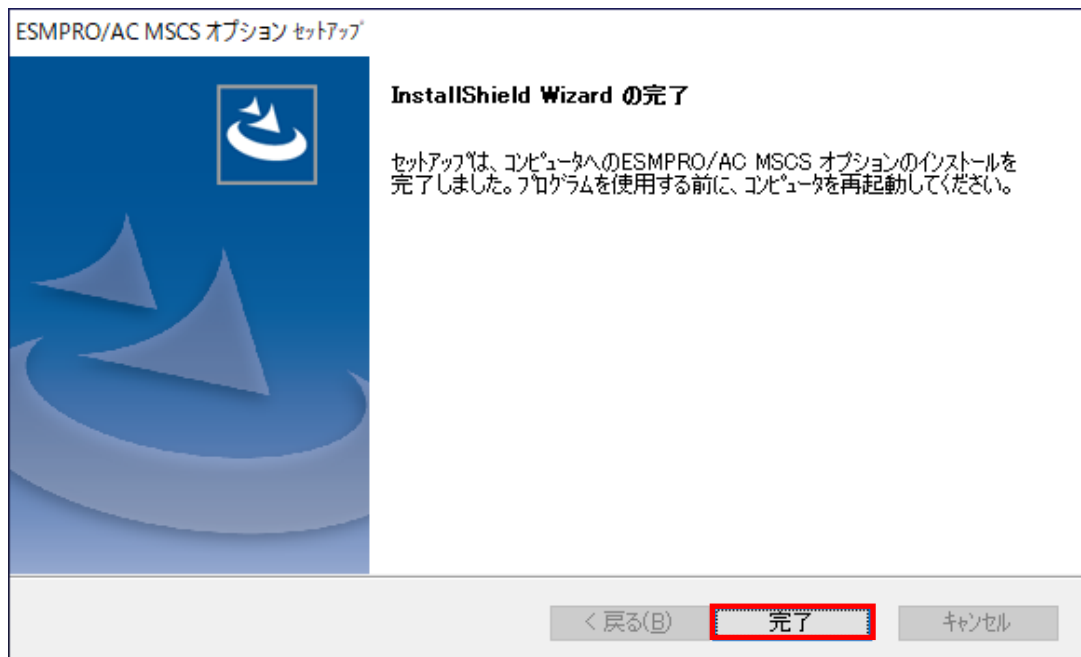 ESMPRO/AC MSCS オプション ｾｯﾄｱｯﾌﾟ
InstallShield Wizard の完了
ｾｯﾄｱｯﾌﾟは、ｺﾝﾋﾟｭｰﾀへのESMPRO/AC MSCS オプションのインストールを
完了しました。ﾌﾟﾛｸﾞﾗﾑを使用する前に、ｺﾝﾋﾟｭｰﾀを再起動してください。
< 戻る(B)
完了
ｷｬﾝｾﾙ